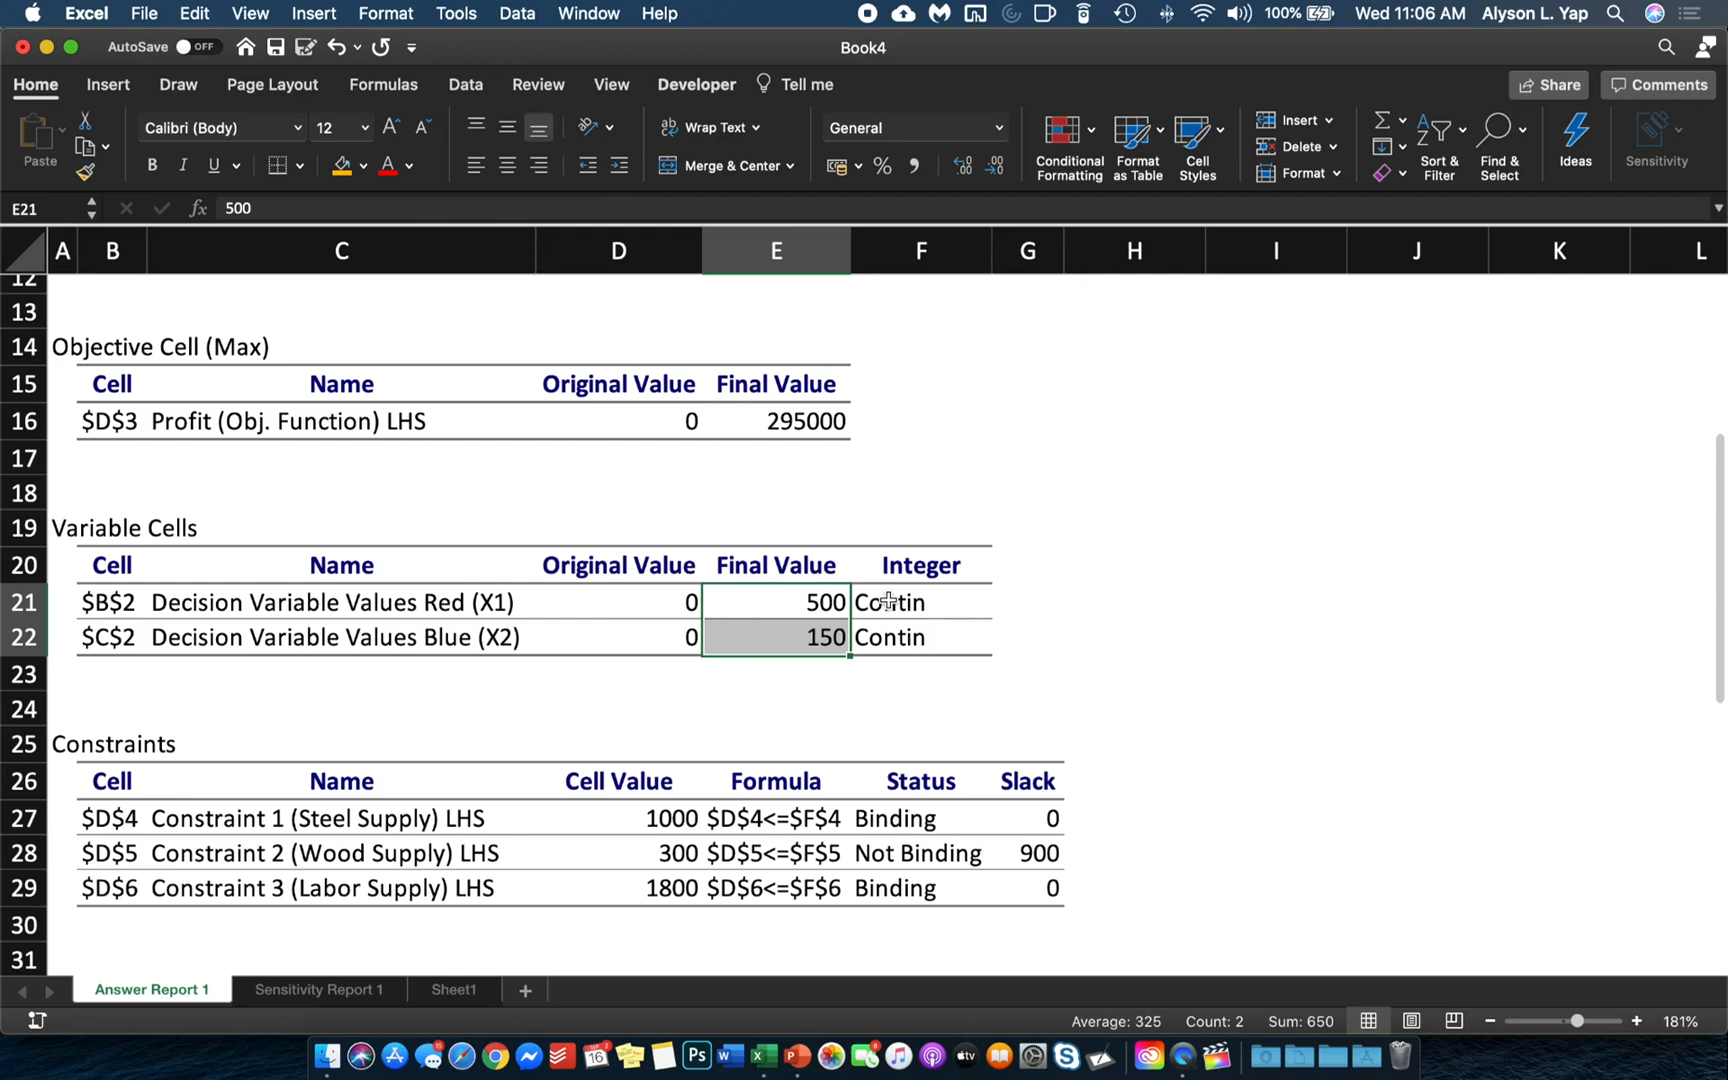 Excel File Edit View Insert Format Tools Data Window Help 100% Wed 11:06 AM Alyson L. Yap
AutoSave OFF Book4
Home Insert Draw Page Layout Formulas Data Review View Developer Tell me Share Comments
Paste Calibri (Body) 12 Wrap Text General Insert
Delete
B I U Merge & Center % Format
Conditional Formatting Format as Table Cell Styles Sort & Filter Find & Select Ideas Sensitivity
E21 fx 500
A B C D E F G H I J K L
12
13
14 Objective Cell (Max)
15 Cell Name Original Value Final Value
16 $D$3 Profit (Obj. Function) LHS 0 295000
17
18
19 Variable Cells
20 Cell Name Original Value Final Value Integer
21 $B$2 Decision Variable Values Red (X1) 0 500 Contin
22 $C$2 Decision Variable Values Blue (X2) 0 150 Contin
23
24
25 Constraints
26 Cell Name Cell Value Formula Status Slack
27 $D$4 Constraint 1 (Steel Supply) LHS 1000 $D$4<=$F$4 Binding 0
28 $D$5 Constraint 2 (Wood Supply) LHS 300 $D$5<=$F$5 Not Binding 900
29 $D$6 Constraint 3 (Labor Supply) LHS 1800 $D$6<=$F$6 Binding 0
30
31
Answer Report 1 Sensitivity Report 1 Sheet1 +
Average: 325 Count: 2 Sum: 650 181%
SEP 16 Ps tv